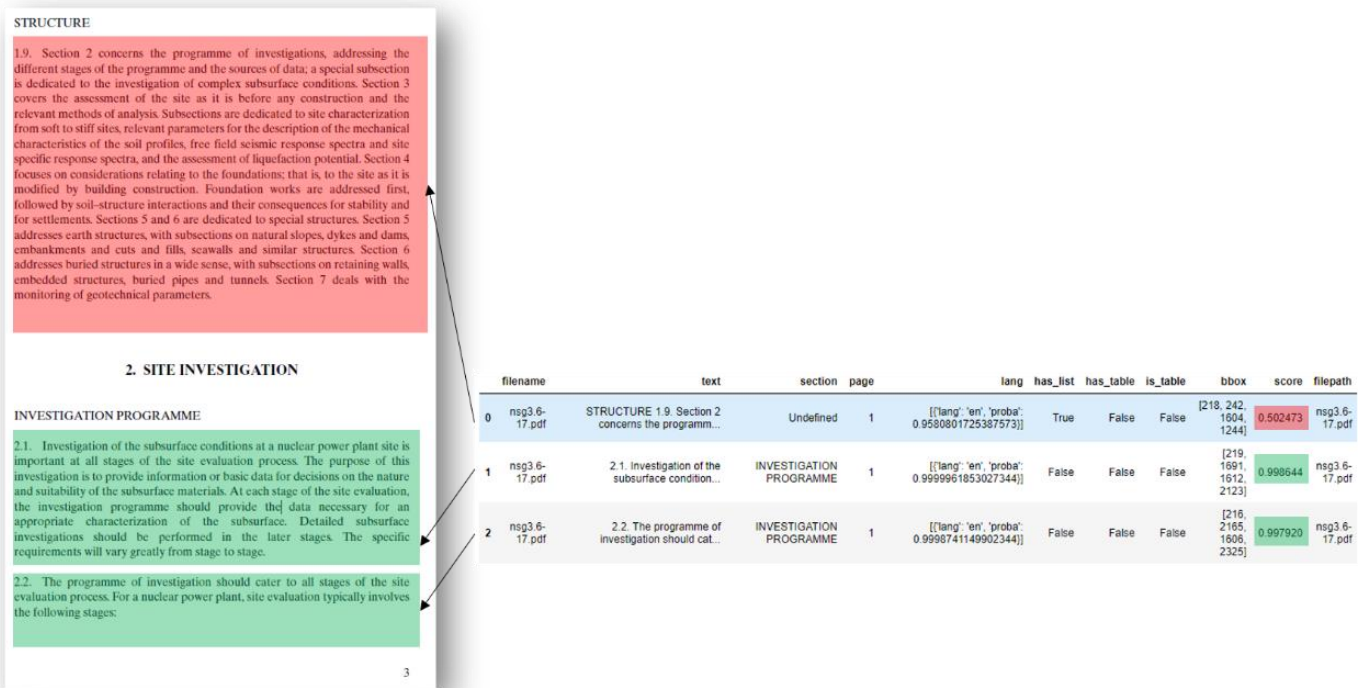 STRUCTURE
1.9. Section 2 concerns the programme of investigations, addressing the
different stages of the programme and the sources of data; a special subsection
is dedicated to the investigation of complex subsurface conditions. Section 3
covers the assessment of the site as it is before any construction and the
relevant methods of analysis. Subsections are dedicated to site characterization
from soft to stiff sites, relevant parameters for the description of the mechanical
characteristics of the soil profiles, free field seismic response spectra and site
specific response spectra, and the assessment of liquefaction potential. Section 4
focuses on considerations relating to the foundations; that is, to the site as it is
modified by building construction. Foundation works are addressed first,
followed by soil–structure interactions and their consequences for stability and
for settlements. Sections 5 and 6 are dedicated to special structures. Section 5
addresses earth structures, with subsections on natural slopes, dykes and dams,
embankments and cuts and fills, seawalls and similar structures. Section 6
addresses buried structures in a wide sense, with subsections on retaining walls,
embedded structures, buried pipes and tunnels. Section 7 deals with the
monitoring of geotechnical parameters.
2. SITE INVESTIGATION
INVESTIGATION PROGRAMME
2.1. Investigation of the subsurface conditions at a nuclear power plant site is
important at all stages of the site evaluation process. The purpose of this
investigation is to provide information or basic data for decisions on the nature
and suitability of the subsurface materials. At each stage of the site evaluation,
the investigation programme should provide the data necessary for an
appropriate characterization of the subsurface. Detailed subsurface
investigations should be performed in the later stages. The specific
requirements will vary greatly from stage to stage.
2.2. The programme of investigation should cater to all stages of the site
evaluation process. For a nuclear power plant, site evaluation typically involves
the following stages:
3
filename text section page lang has_list has_table is_table bbox score filepath
0 nsg3.6-17.pdf STRUCTURE 1.9. Section 2 concerns the programm... Undefined 1 [{'lang': 'en', 'proba': 0.9580801725387573}] True False False [218, 242, 1604, 1244] 0.502473 nsg3.6-17.pdf
1 nsg3.6-17.pdf 2.1. Investigation of the subsurface condition... INVESTIGATION PROGRAMME 1 [{'lang': 'en', 'proba': 0.9999961853027344}] False False False [219, 1691, 1612, 2123] 0.998644 nsg3.6-17.pdf
2 nsg3.6-17.pdf 2.2. The programme of investigation should cat... INVESTIGATION PROGRAMME 1 [{'lang': 'en', 'proba': 0.9998741149902344}] False False False [216, 2165, 1606, 2325] 0.997920 nsg3.6-17.pdf